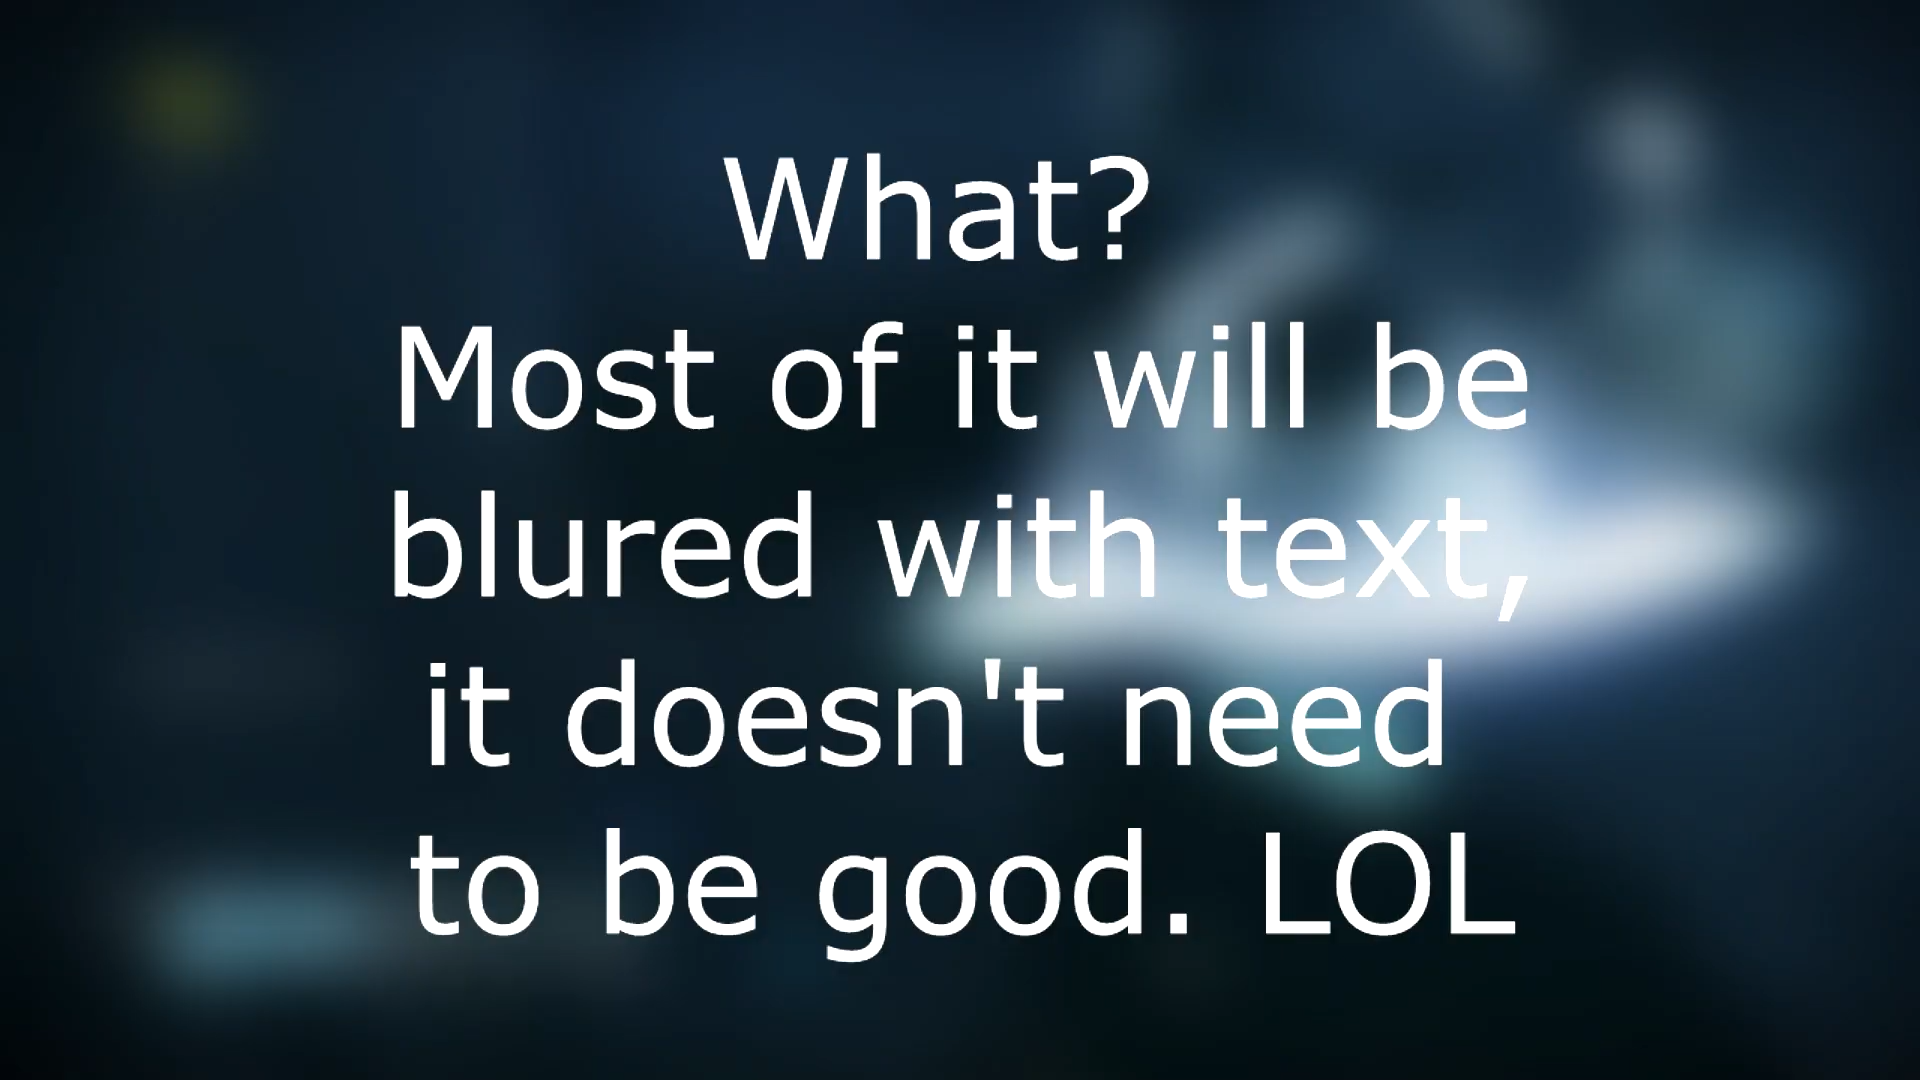 What?
Most of it will be
blured with text,
it doesn't need
to be good. LOL